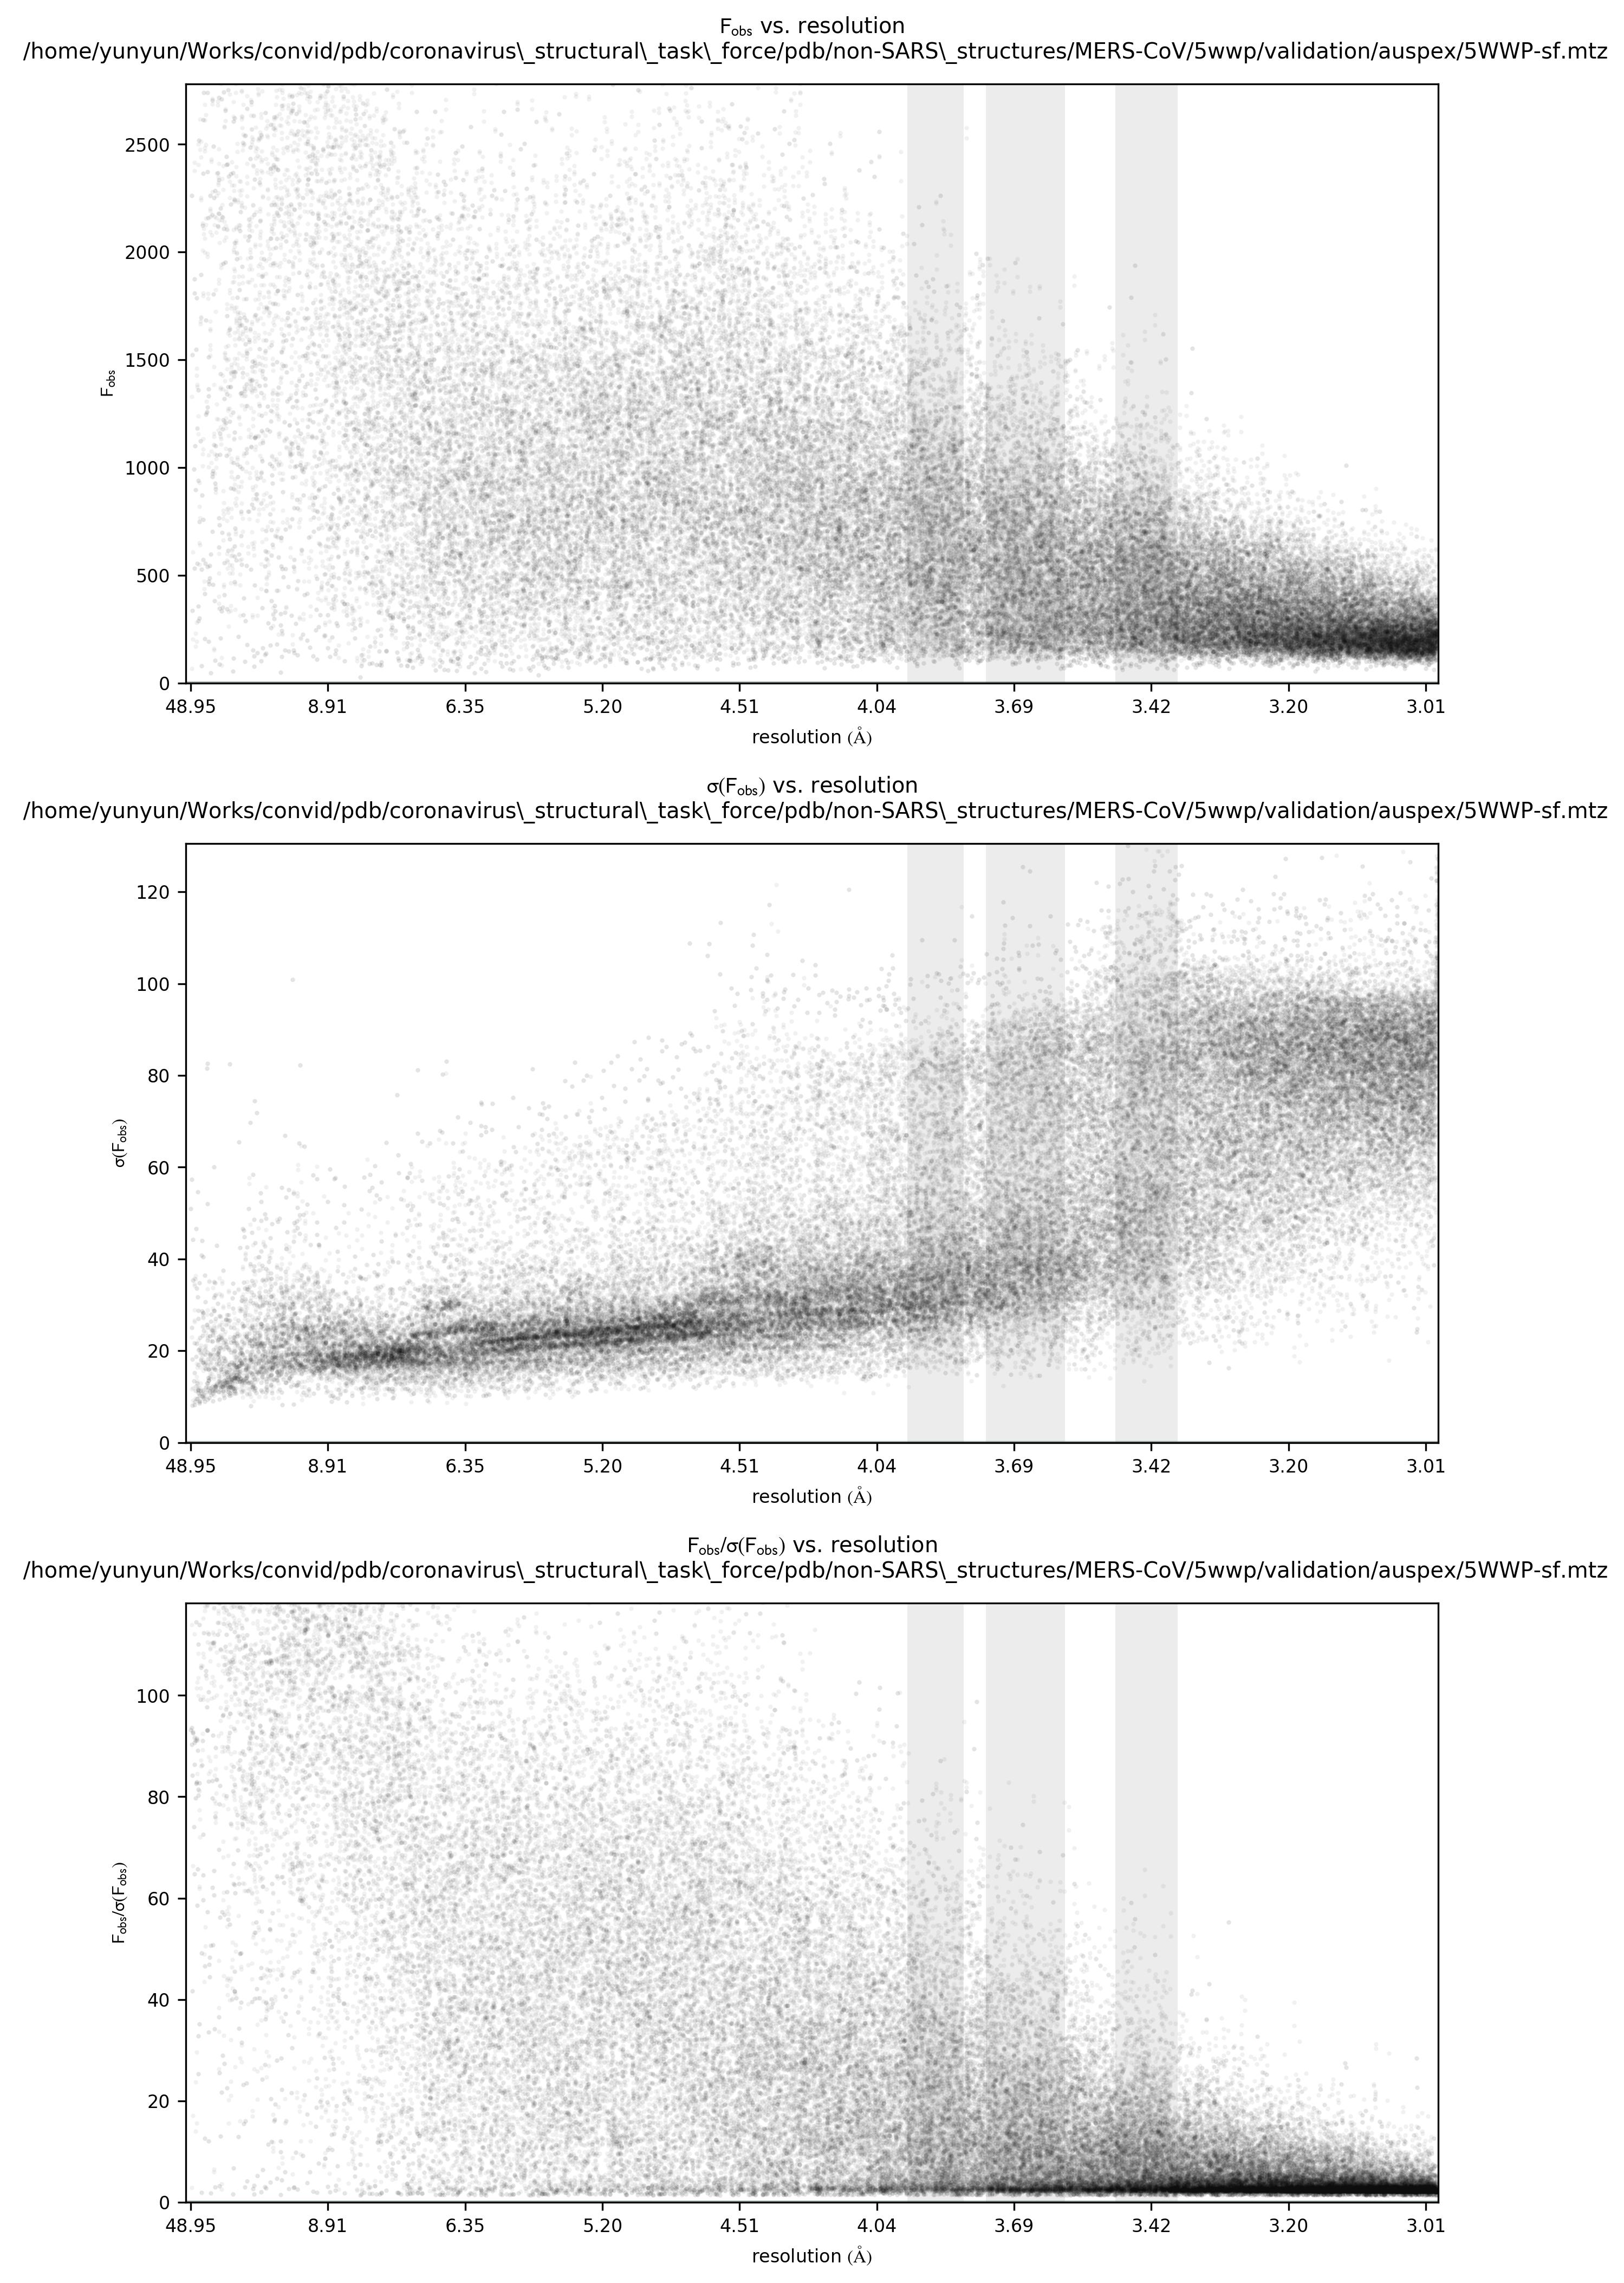 Fobs vs. resolution
/home/yunyun/Works/convid/pdb/coronavirus\_structural\_task\_force/pdb/non-SARS\_structures/MERS-CoV/5wwp/validation/auspex/5WWP-sf.mtz
2500
2000
1500
1000
500
0
Fobs
48.95 8.91 6.35 5.20 4.51 4.04 3.69 3.42 3.20 3.01
resolution (Å)
σ(Fobs) vs. resolution
/home/yunyun/Works/convid/pdb/coronavirus\_structural\_task\_force/pdb/non-SARS\_structures/MERS-CoV/5wwp/validation/auspex/5WWP-sf.mtz
120
100
80
60
40
20
0
σ(Fobs)
48.95 8.91 6.35 5.20 4.51 4.04 3.69 3.42 3.20 3.01
resolution (Å)
Fobs/σ(Fobs) vs. resolution
/home/yunyun/Works/convid/pdb/coronavirus\_structural\_task\_force/pdb/non-SARS\_structures/MERS-CoV/5wwp/validation/auspex/5WWP-sf.mtz
100
80
60
40
20
0
Fobs/σ(Fobs)
48.95 8.91 6.35 5.20 4.51 4.04 3.69 3.42 3.20 3.01
resolution (Å)